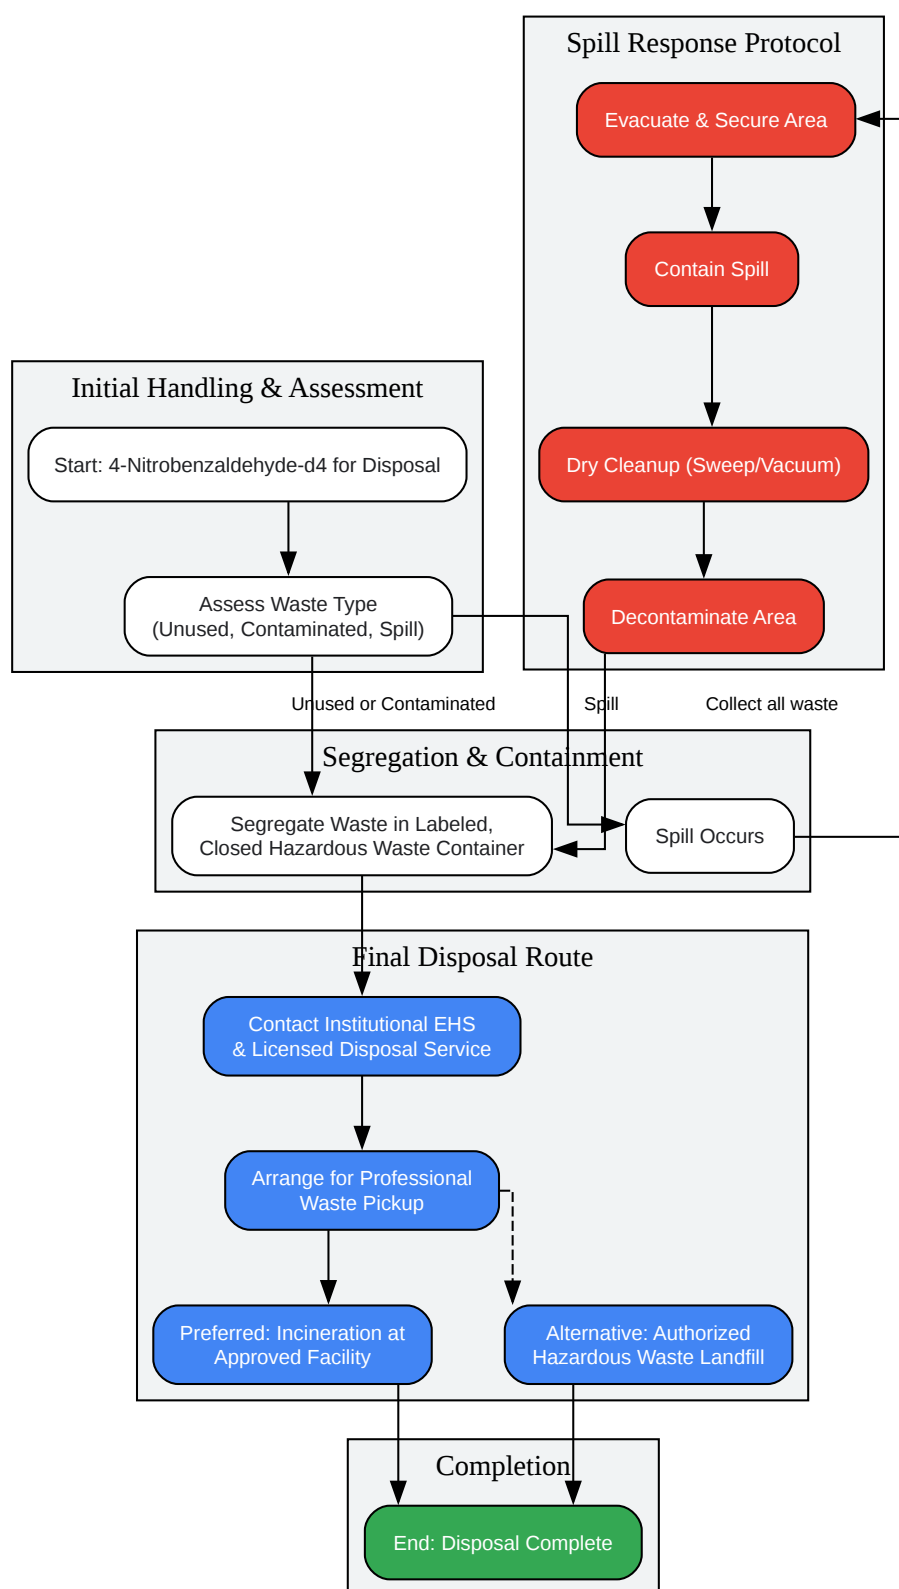 Spill Response Protocol
Evacuate & Secure Area
Contain Spill
Dry Cleanup (Sweep/Vacuum)
Decontaminate Area
Initial Handling & Assessment
Start: 4-Nitrobenzaldehyde-d4 for Disposal
Assess Waste Type
(Unused, Contaminated, Spill)
Unused or Contaminated
Spill
Collect all waste
Segregation & Containment
Segregate Waste in Labeled,
Closed Hazardous Waste Container
Spill Occurs
Final Disposal Route
Contact Institutional EHS
& Licensed Disposal Service
Arrange for Professional
Waste Pickup
Preferred: Incineration at
Approved Facility
Alternative: Authorized
Hazardous Waste Landfill
Completion
End: Disposal Complete